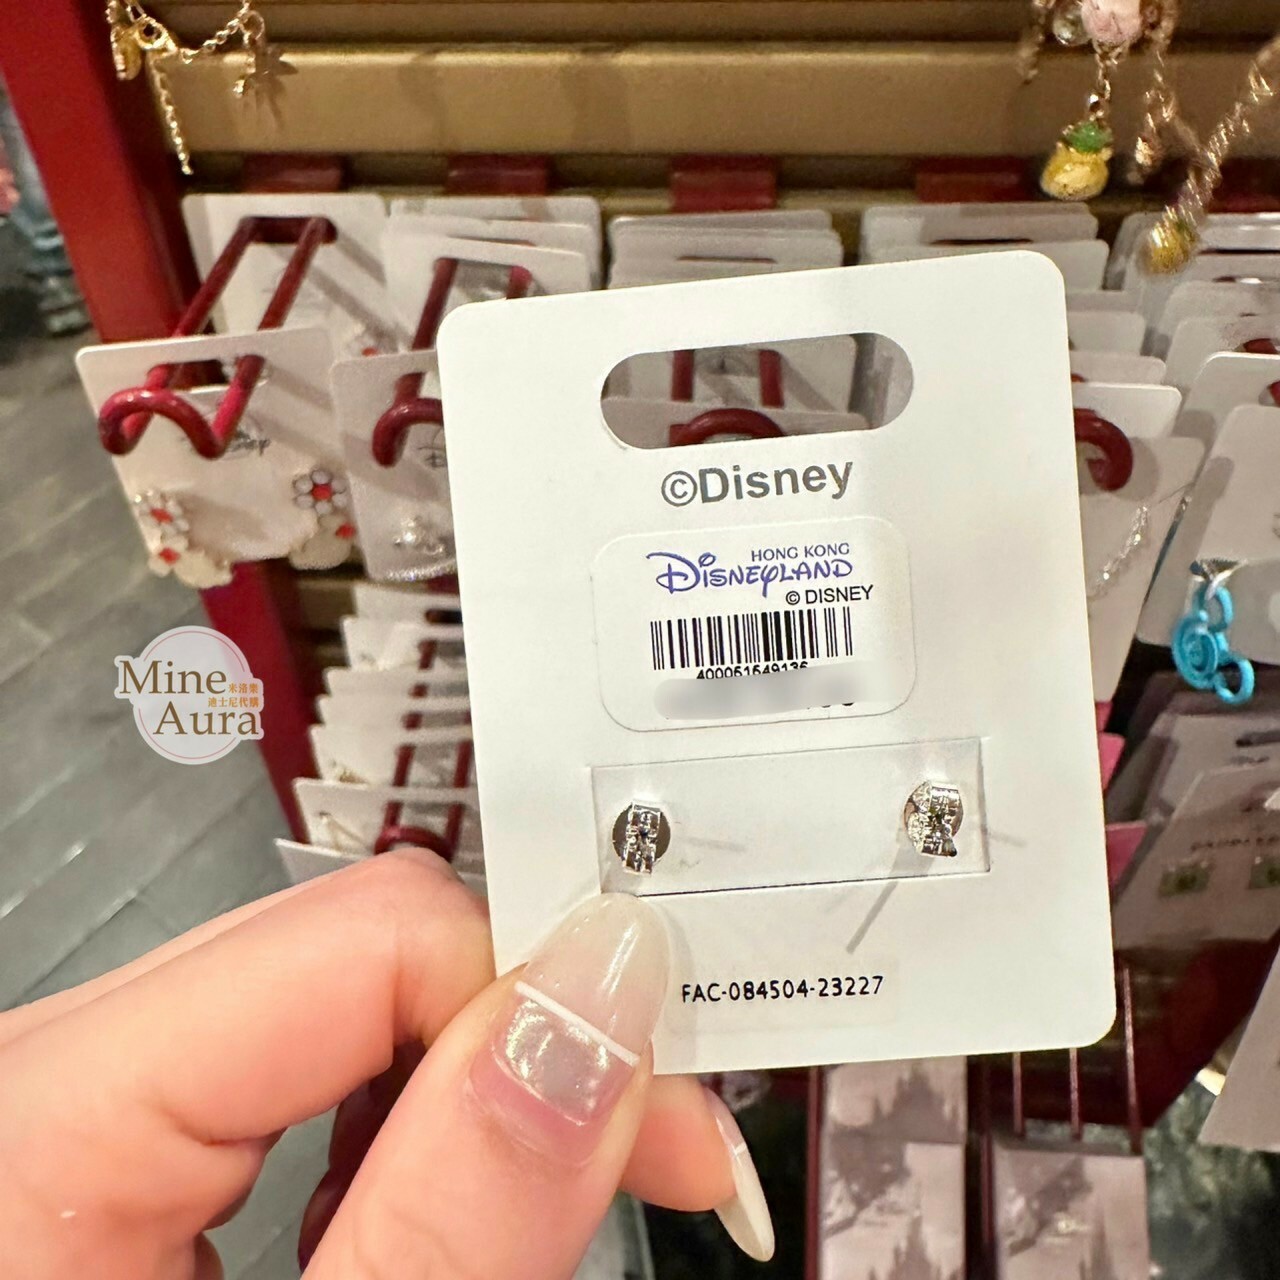 ©Disney
HONG KONG
Disneyland
© DISNEY
400051549136
FAC-084504-23227
Mine
米洛樂
迪士尼代購
Aura
Disney